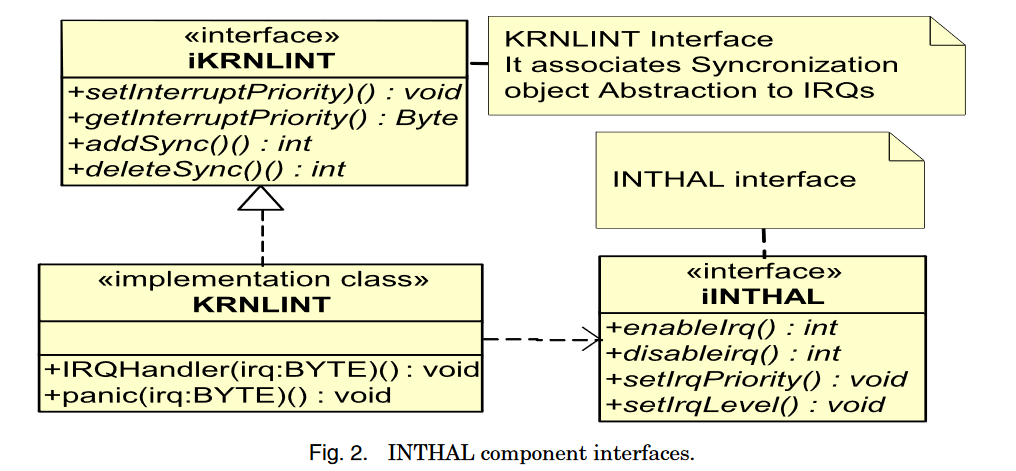 «interface»
iKRNLINT
+setInterruptPriority)() : void
+getInterruptPriority() : Byte
+addSync()() : int
+deleteSync()() : int
KRNLINT Interface
It associates Syncronization
object Abstraction to IRQs
INTHAL interface
«implementation class»
KRNLINT
+IRQHandler(irq:BYTE)() : void
+panic(irq:BYTE)() : void
«interface»
iINTHAL
+enableIrq() : int
+disableirq() : int
+setIrqPriority() : void
+setIrqLevel() : void
Fig. 2. INTHAL component interfaces.